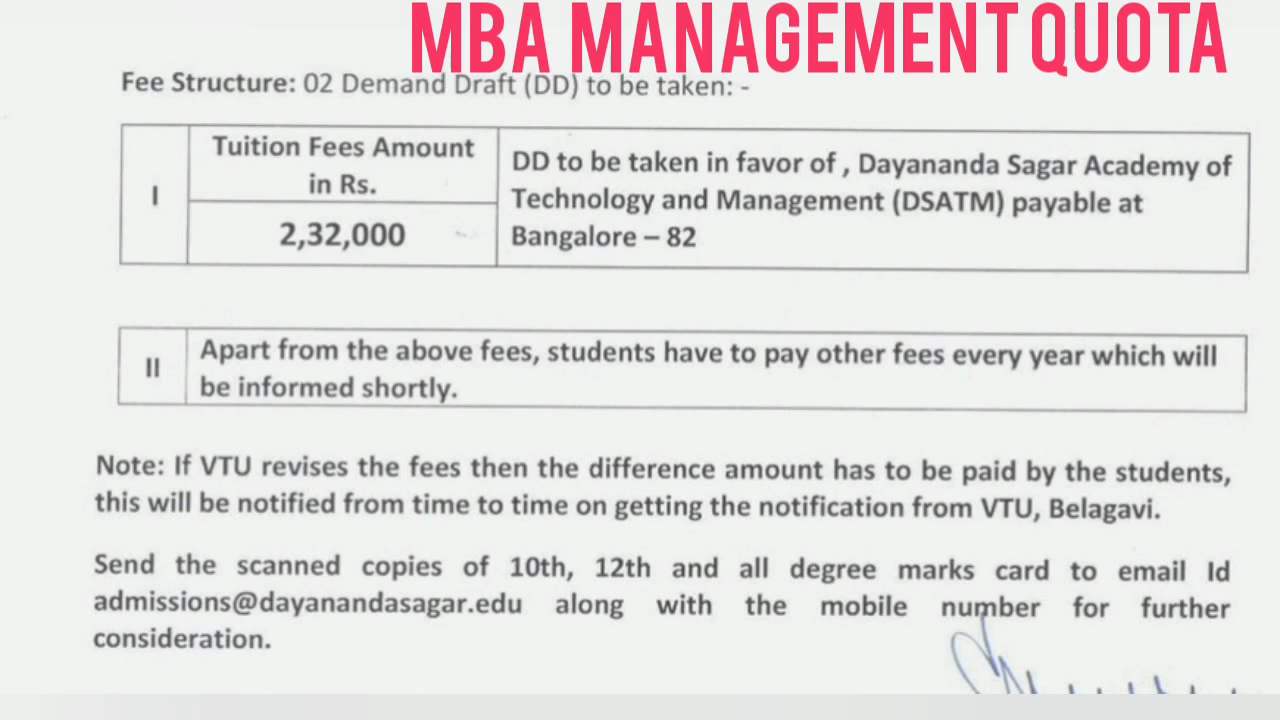 MBA MANAGEMENT QUOTA
Fee Structure: 02 Demand Draft (DD) to be taken: -
I
Tuition Fees Amount
in Rs.
2,32,000
DD to be taken in favor of , Dayananda Sagar Academy of
Technology and Management (DSATM) payable at
Bangalore – 82
II
Apart from the above fees, students have to pay other fees every year which will
be informed shortly.
Note: If VTU revises the fees then the difference amount has to be paid by the students,
this will be notified from time to time on getting the notification from VTU, Belagavi.
Send the scanned copies of 10th, 12th and all degree marks card to email Id
admissions@dayanandasagar.edu along with the mobile number for further
consideration.